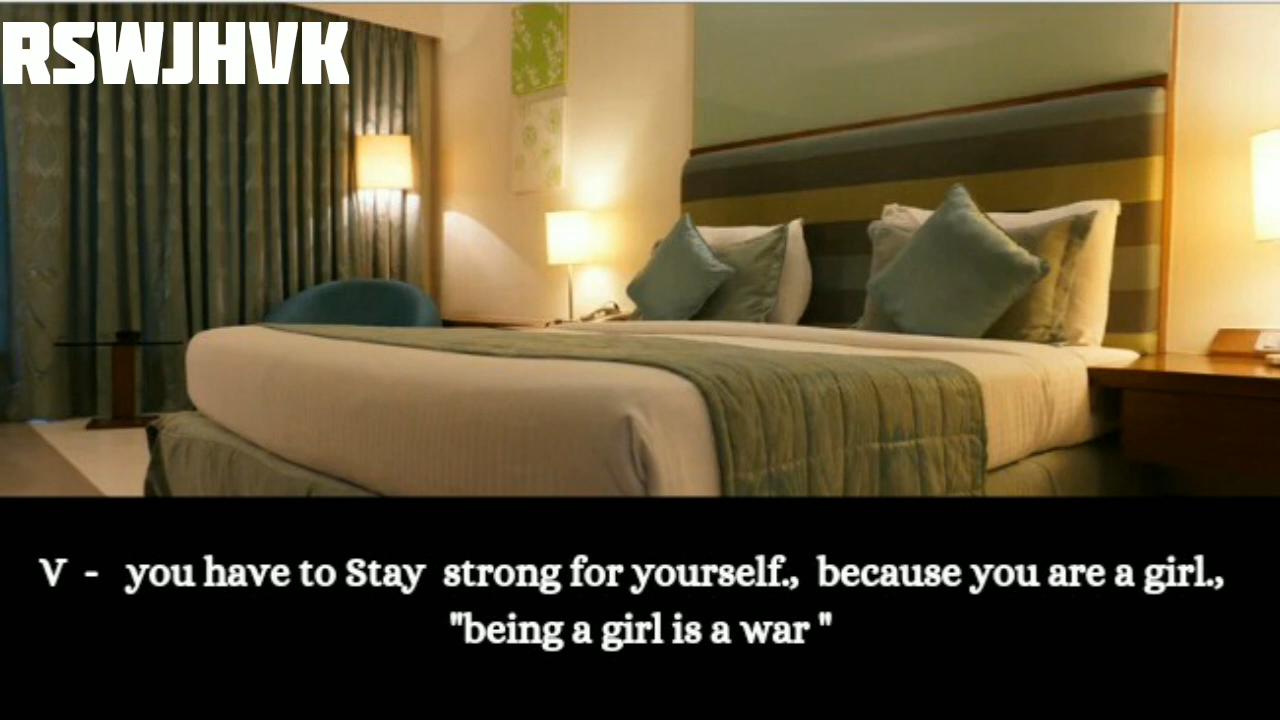 RSWJHVK
V - you have to Stay strong for yourself., because you are a girl.,
"being a girl is a war "